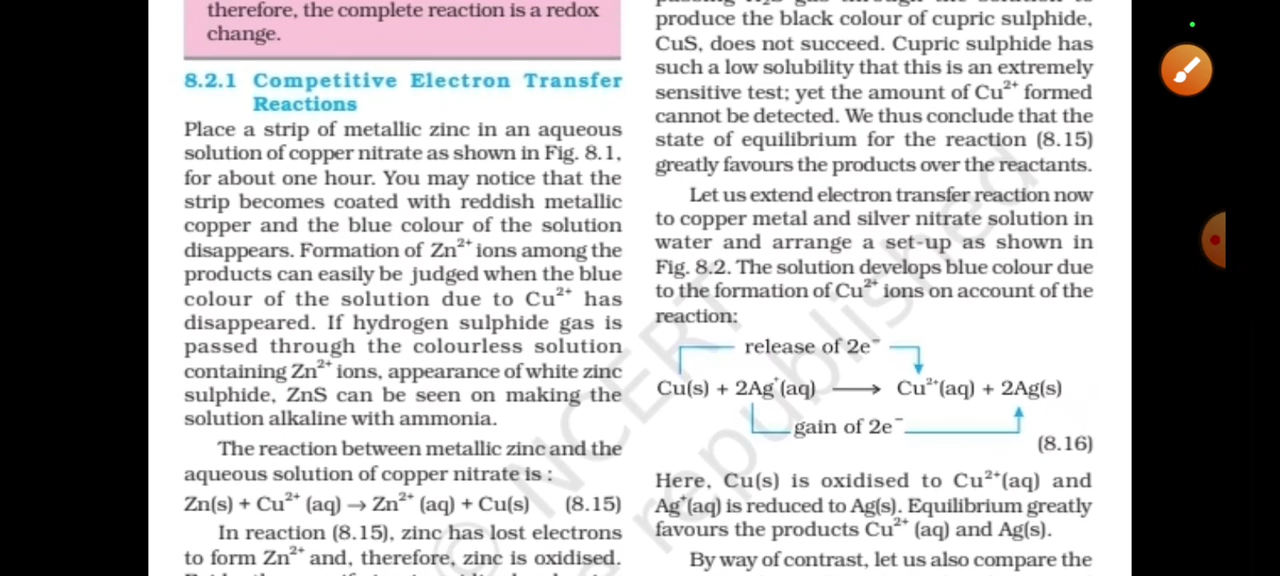 therefore, the complete reaction is a redox
change.
8.2.1 Competitive Electron Transfer
Reactions
Place a strip of metallic zinc in an aqueous
solution of copper nitrate as shown in Fig. 8.1,
for about one hour. You may notice that the
strip becomes coated with reddish metallic
copper and the blue colour of the solution
disappears. Formation of Zn²⁺ ions among the
products can easily be judged when the blue
colour of the solution due to Cu²⁺ has
disappeared. If hydrogen sulphide gas is
passed through the colourless solution
containing Zn²⁺ ions, appearance of white zinc
sulphide, ZnS can be seen on making the
solution alkaline with ammonia.
The reaction between metallic zinc and the
aqueous solution of copper nitrate is :
Zn(s) + Cu²⁺ (aq) → Zn²⁺ (aq) + Cu(s) (8.15)
In reaction (8.15), zinc has lost electrons
to form Zn²⁺ and, therefore, zinc is oxidised.
produce the black colour of cupric sulphide,
CuS, does not succeed. Cupric sulphide has
such a low solubility that this is an extremely
sensitive test; yet the amount of Cu²⁺ formed
cannot be detected. We thus conclude that the
state of equilibrium for the reaction (8.15)
greatly favours the products over the reactants.
Let us extend electron transfer reaction now
to copper metal and silver nitrate solution in
water and arrange a set-up as shown in
Fig. 8.2. The solution develops blue colour due
to the formation of Cu²⁺ ions on account of the
reaction:
release of 2e⁻
Cu(s) + 2Ag⁺(aq) → Cu²⁺(aq) + 2Ag(s)
gain of 2e⁻
(8.16)
Here, Cu(s) is oxidised to Cu²⁺(aq) and
Ag⁺(aq) is reduced to Ag(s). Equilibrium greatly
favours the products Cu²⁺ (aq) and Ag(s).
By way of contrast, let us also compare the
© NCERT
republished